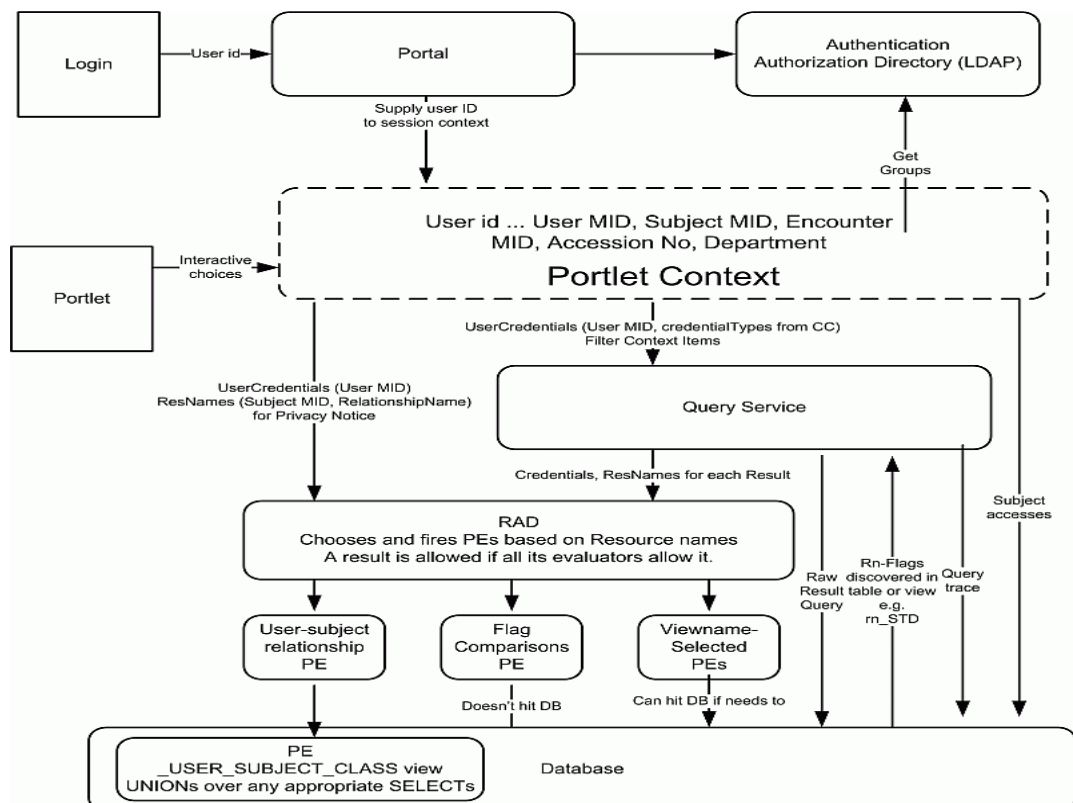 Login
User id
Portal
Authentication
Authorization Directory (LDAP)
Supply user ID
to session context
Get
Groups
User id ... User MID, Subject MID, Encounter
MID, Accession No, Department
Portlet Context
Portlet
Interactive
choices
UserCredentials (User MID, credentialTypes from CC)
Filter Context Items
UserCredentials (User MID)
ResNames (Subject MID, RelationshipName)
for Privacy Notice
Query Service
Credentials, ResNames for each Result
Subject
accesses
RAD
Chooses and fires PEs based on Resource names
A result is allowed if all its evaluators allow it.
Raw
Result
Query
Rn-Flags
discovered in
table or view
e.g.
rn_STD
Query
trace
User-subject
relationship
PE
Flag
Comparisons
PE
Viewname-
Selected
PEs
Doesn't hit DB
Can hit DB if needs to
PE
_USER_SUBJECT_CLASS view
UNIONs over any appropriate SELECTs
Database